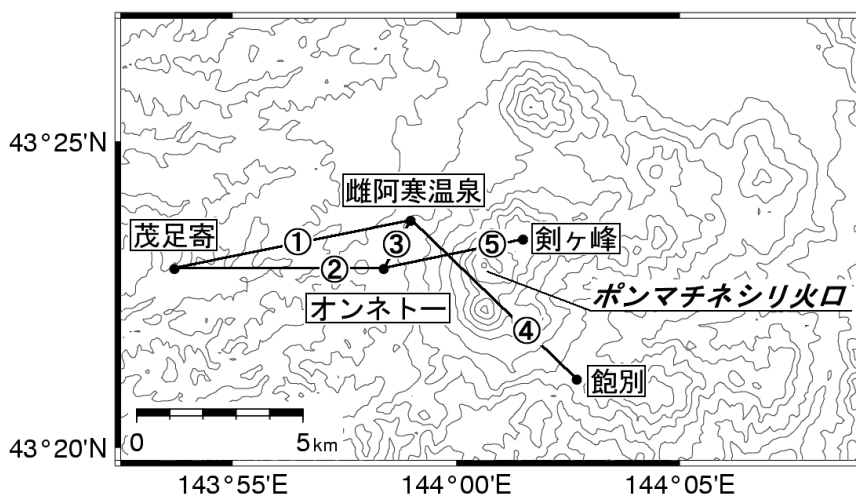 43°25'N
雌阿寒温泉
茂足寄
①
③
⑤
剣ヶ峰
②
オンネトー
ポンマチネシリ火口
④
飽別
0
5km
43°20'N
143°55'E
144°00'E
144°05'E